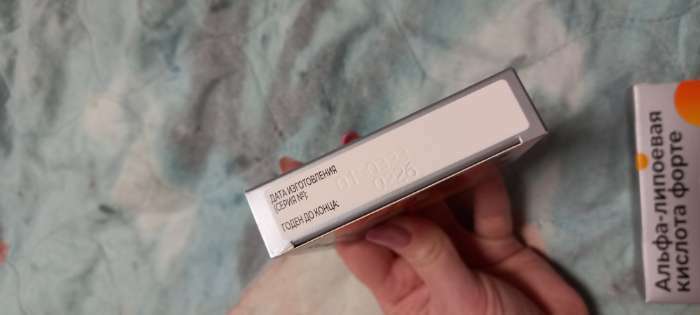 ДАТА ИЗГОТОВЛЕНИЯ
(СЕРИЯ №):
ГОДЕН ДО КОНЦА:
Альфа-липоевая
кислота форте